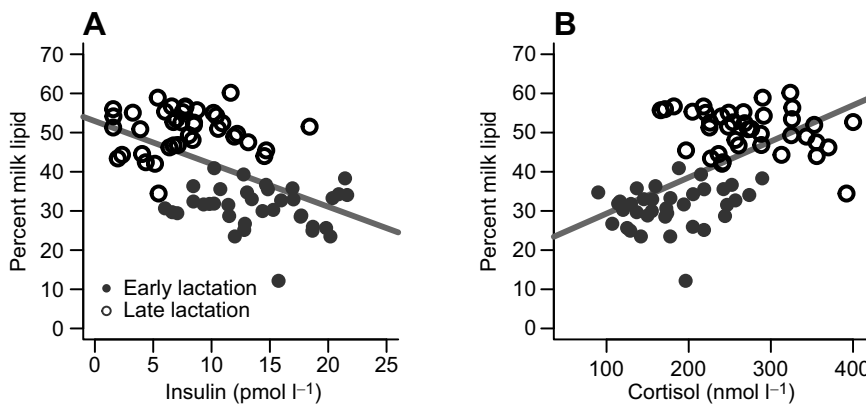 A
B
70
60
50
40
30
20
10
0
Percent milk lipid
Early lactation
Late lactation
0 5 10 15 20 25
Insulin (pmol l⁻¹)
70
60
50
40
30
20
10
0
Percent milk lipid
100 200 300 400
Cortisol (nmol l⁻¹)